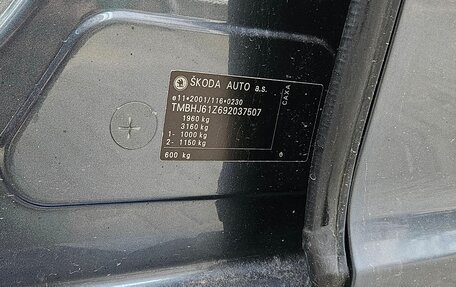 ŠKODA AUTO a.s.
e11*2001/116*0230
TMBHJ61Z692037507
1960 kg
3160 kg
1- 1000 kg
2- 1150 kg
600 kg
CAXA